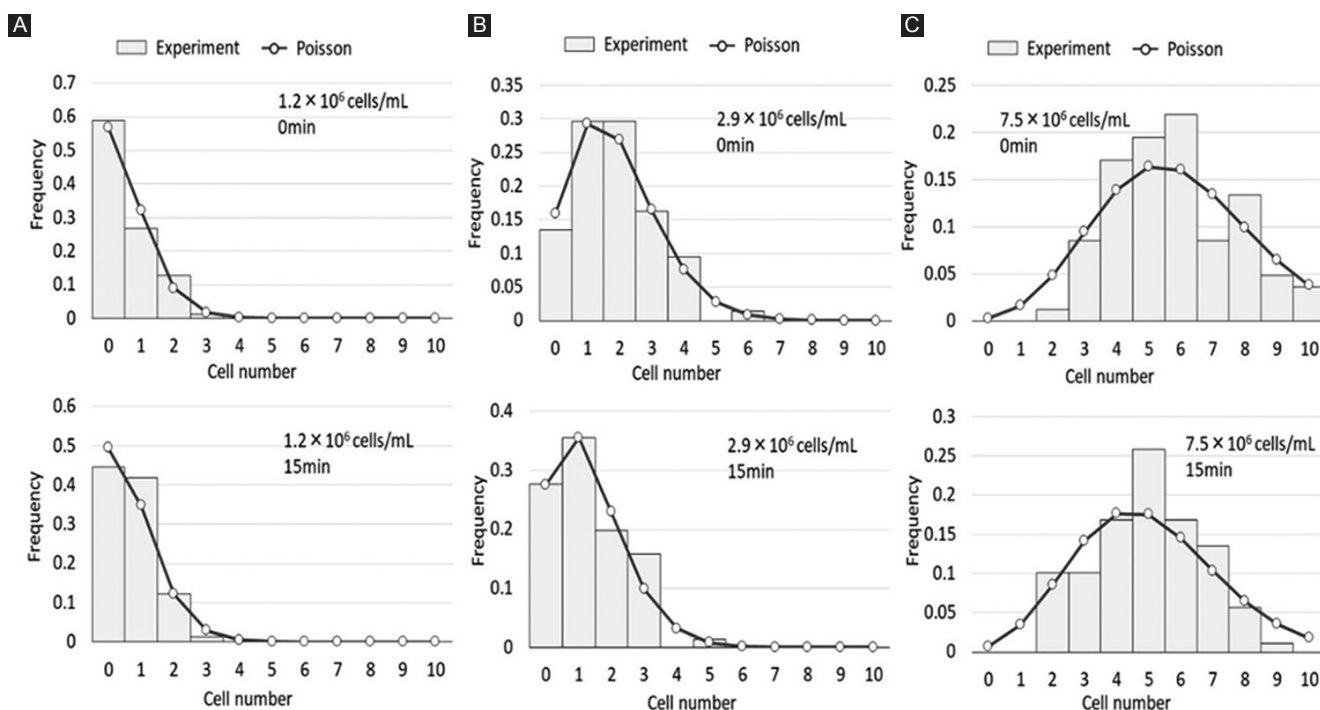 A
Experiment Poisson
0.7
0.6
0.5
0.4
0.3
0.2
0.1
0
Frequency
1.2 × 10⁶ cells/mL
0min
0 1 2 3 4 5 6 7 8 9 10
Cell number
0.6
0.5
0.4
0.3
0.2
0.1
0
Frequency
1.2 × 10⁶ cells/mL
15min
0 1 2 3 4 5 6 7 8 9 10
Cell number
B
Experiment Poisson
0.35
0.3
0.25
0.2
0.15
0.1
0.05
0
Frequency
2.9 × 10⁶ cells/mL
0min
0 1 2 3 4 5 6 7 8 9 10
Cell number
0.4
0.3
0.2
0.1
0
Frequency
2.9 × 10⁶ cells/mL
15min
0 1 2 3 4 5 6 7 8 9 10
Cell number
C
Experiment Poisson
0.25
0.2
0.15
0.1
0.05
0
Frequency
7.5 × 10⁶ cells/mL
0min
0 1 2 3 4 5 6 7 8 9 10
Cell number
0.3
0.25
0.2
0.15
0.1
0.05
0
Frequency
7.5 × 10⁶ cells/mL
15min
0 1 2 3 4 5 6 7 8 9 10
Cell number